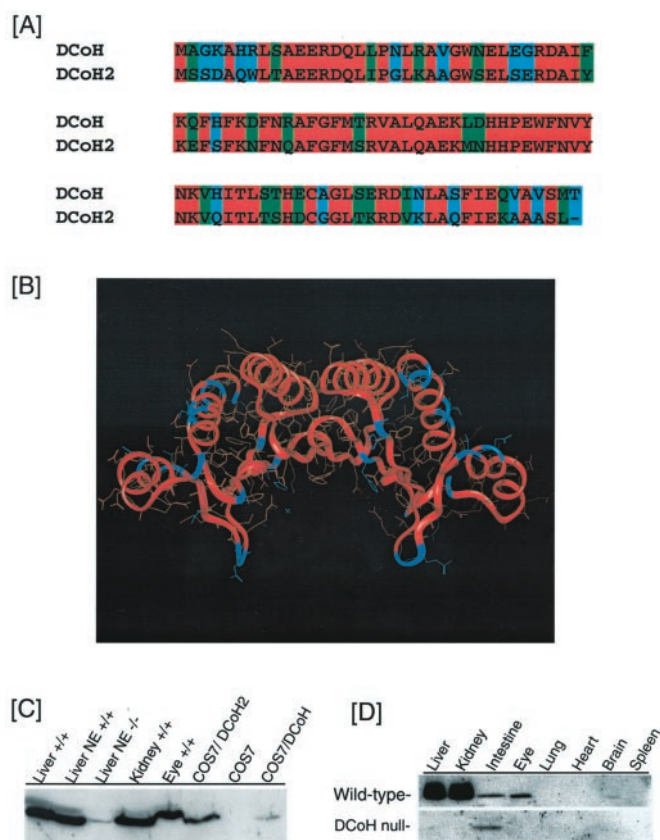 [A]
DCoH MAGKAHRLSAEERDQLLPNLRAVGWNELEGRDAIF
DCoH2 MSSDAQWLTAEERDQLIPGLKAAGWSELSERDAIY
DCoH KQFHFKDFNRAFGFMTRVALQAEKLDHHPEWFNVY
DCoH2 KEFSFKNFNQAFGFMSRVALQAEKMNHHPEWFNVY
DCoH NKVHITLSTHECAGLSERDINLASFIEQVAVSMT
DCoH2 NKVQITLTSHDCGGLTKRDVKLAQFIEKAAASL-
[B]
[C]
Liver +/+
Liver NE +/+
Liver NE -/-
Kidney +/+
Eye +/+
COS7/ DCoH2
COS7
COS7/DCoH
[D]
Liver
Kidney
Intestine
Eye
Lung
Heart
Brain
Spleen
Wild-type-
DCoH null-